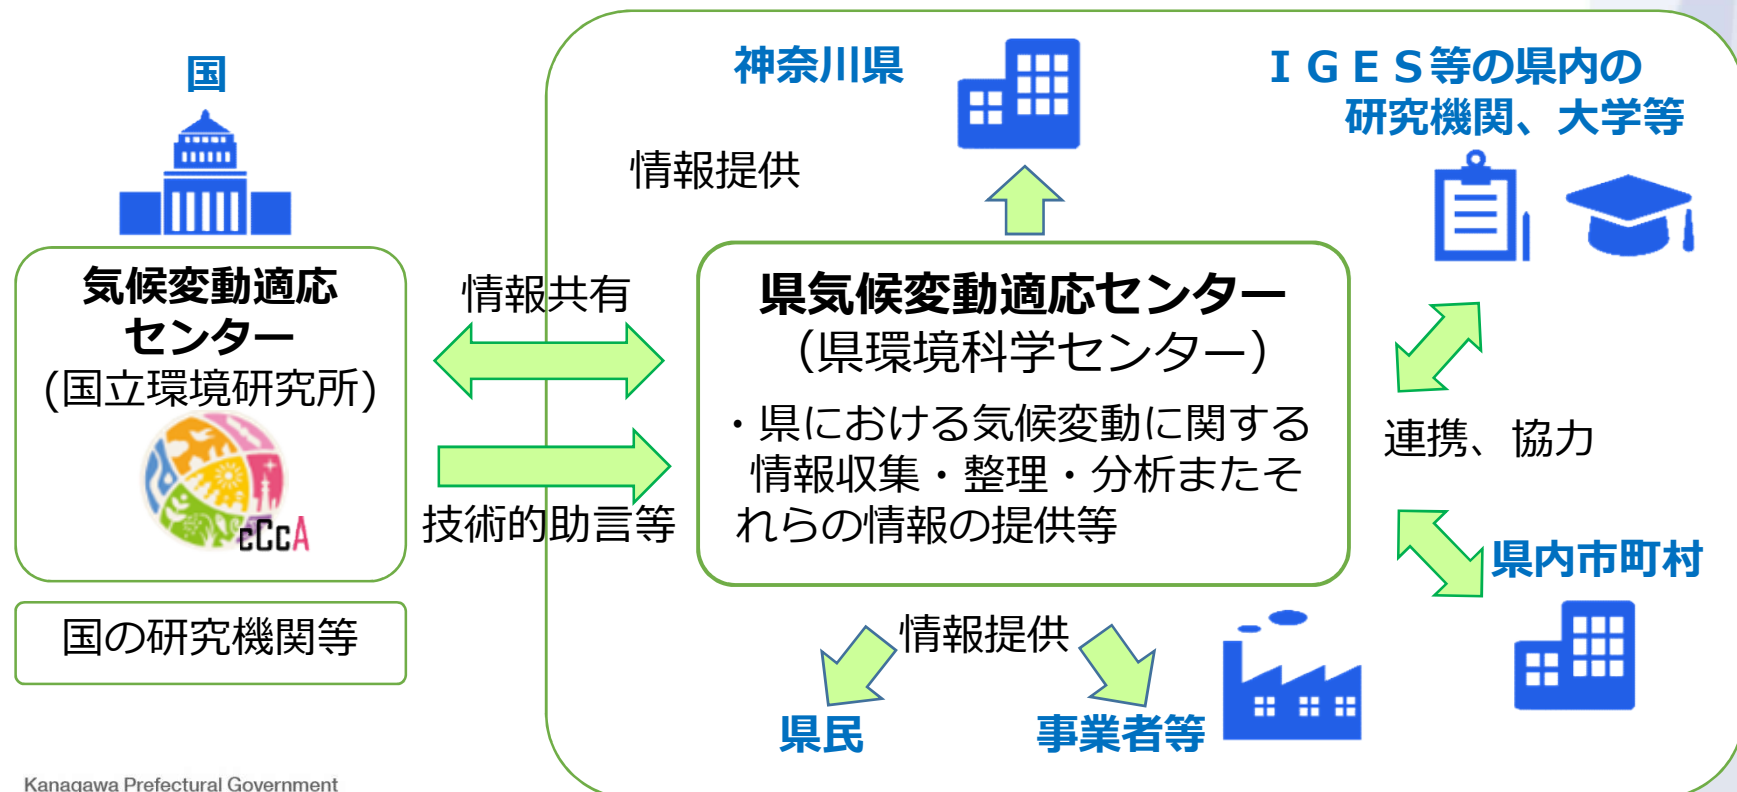 国
気候変動適応
センター
(国立環境研究所)
cCcA
国の研究機関等
情報共有
技術的助言等
神奈川県
情報提供
ＩＧＥＳ等の県内の
研究機関、大学等
県気候変動適応センター
（県環境科学センター）
・県における気候変動に関する
情報収集・整理・分析またそ
れらの情報の提供等
連携、協力
県内市町村
情報提供
県民
事業者等
Kanagawa Prefectural Government